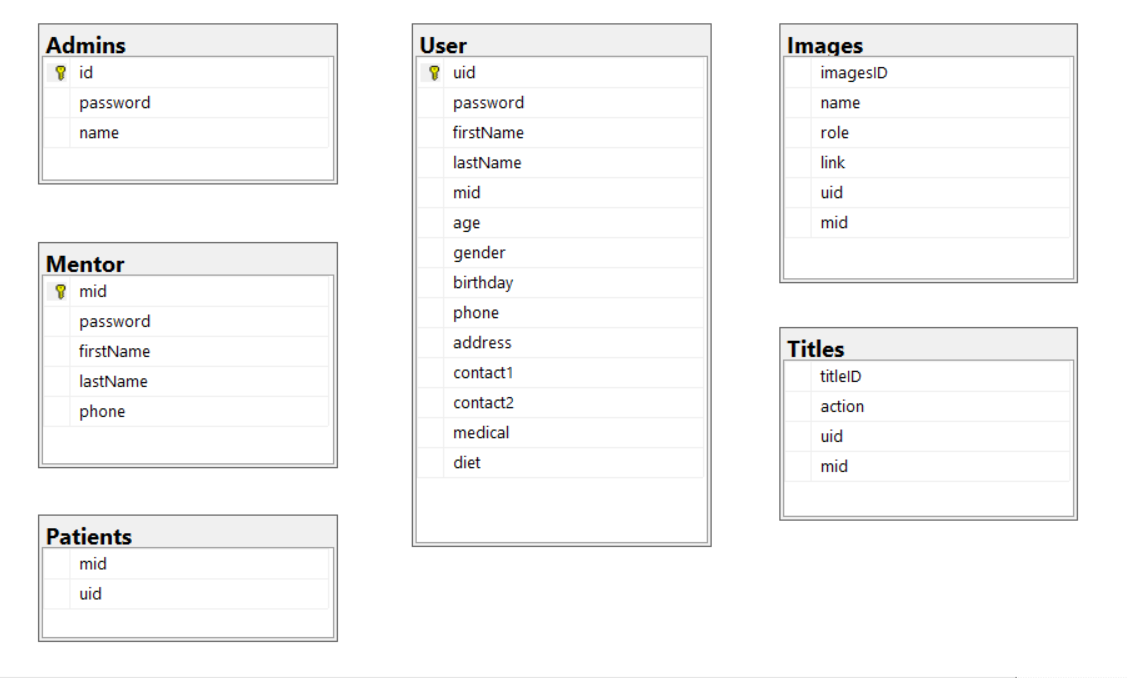 Admins
id
password
name
Mentor
mid
password
firstName
lastName
phone
Patients
mid
uid
User
uid
password
firstName
lastName
mid
age
gender
birthday
phone
address
contact1
contact2
medical
diet
Images
imagesID
name
role
link
uid
mid
Titles
titleID
action
uid
mid